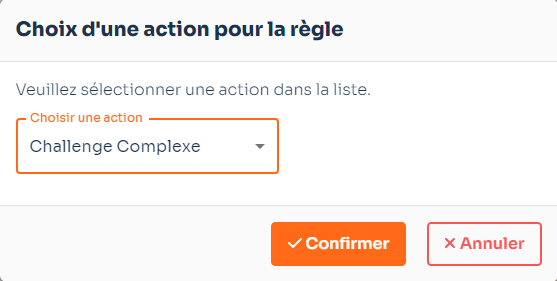 Choix d'une action pour la règle
Veuillez sélectionner une action dans la liste.
Choisir une action
Challenge Complexe
Confirmer
Annuler